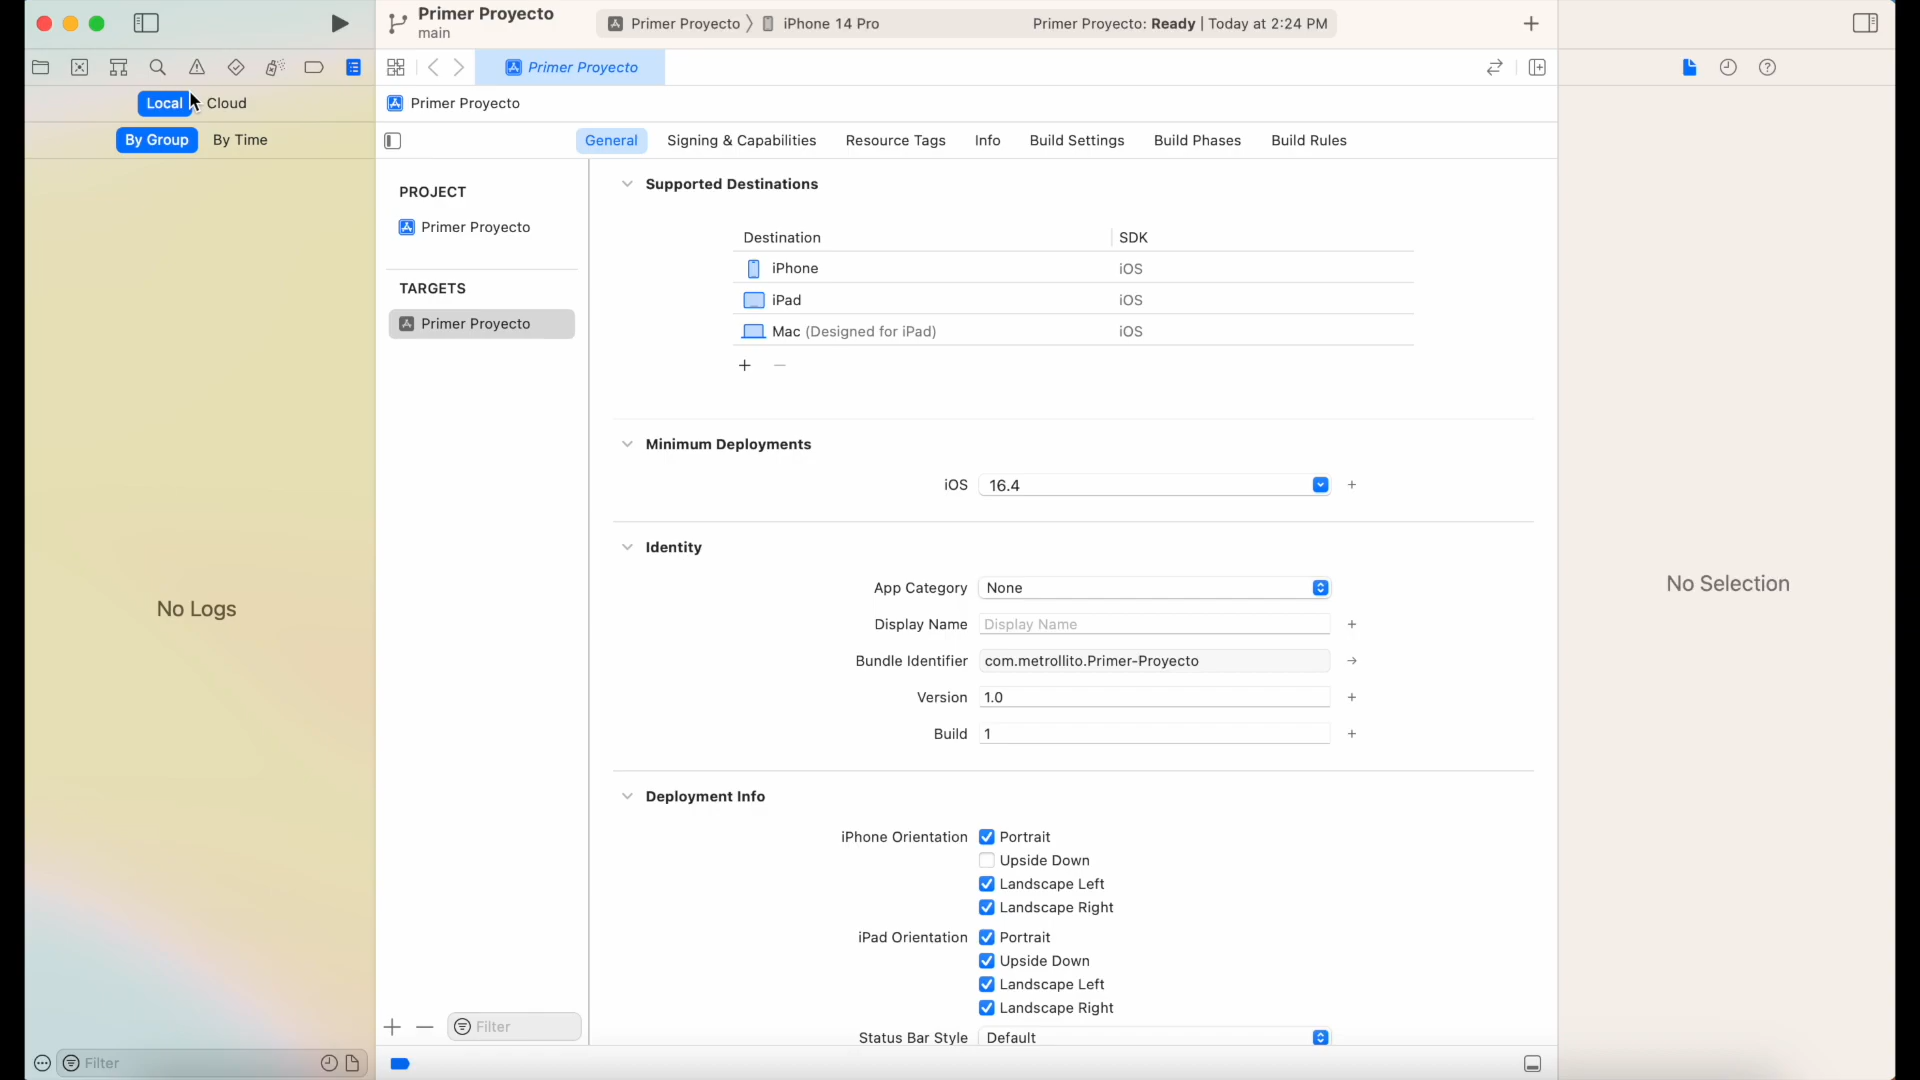 Primer Proyecto
main
Primer Proyecto 〉 iPhone 14 Pro
Primer Proyecto: Ready | Today at 2:24 PM
Primer Proyecto
Local Cloud
Primer Proyecto
By Group By Time
General Signing & Capabilities Resource Tags Info Build Settings Build Phases Build Rules
PROJECT
Primer Proyecto
TARGETS
Primer Proyecto
Supported Destinations
Destination SDK
iPhone iOS
iPad iOS
Mac (Designed for iPad) iOS
Minimum Deployments
iOS 16.4
Identity
App Category None
Display Name Display Name
Bundle Identifier com.metrollito.Primer-Proyecto
Version 1.0
Build 1
Deployment Info
iPhone Orientation Portrait
Upside Down
Landscape Left
Landscape Right
iPad Orientation Portrait
Upside Down
Landscape Left
Landscape Right
Status Bar Style Default
No Logs
No Selection
Filter
Filter